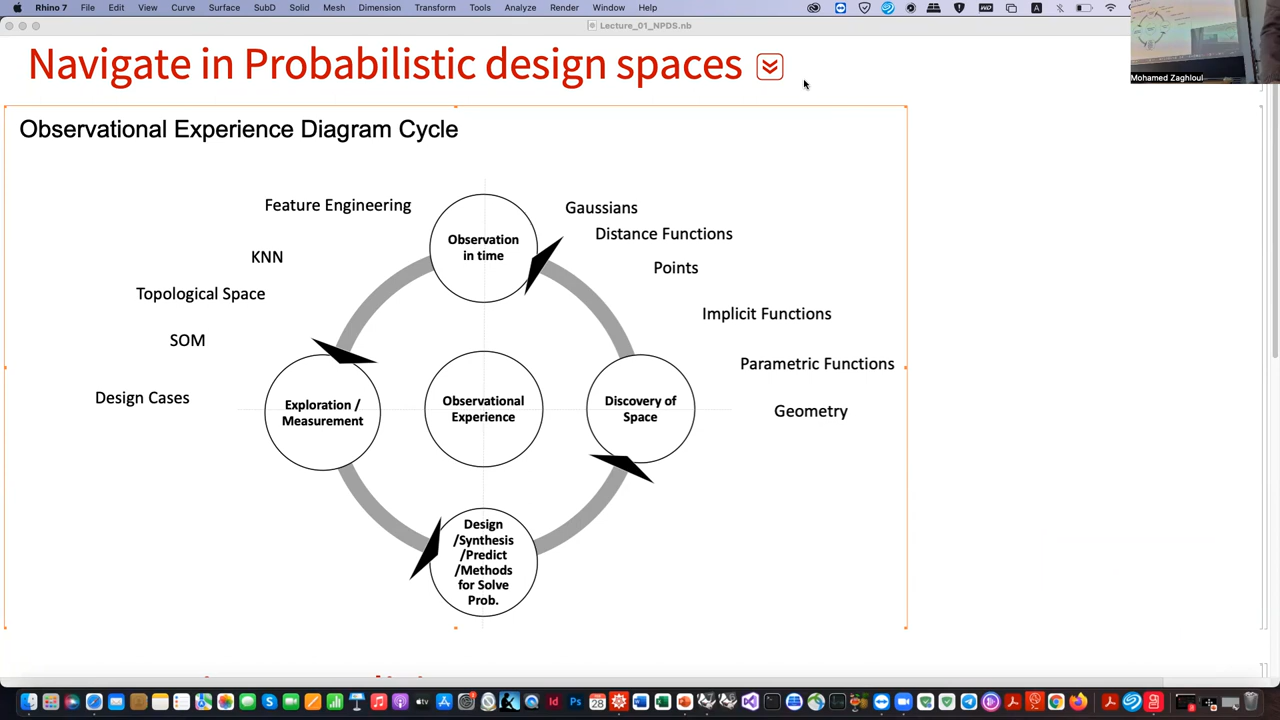 Rhino 7 File Edit View Curve Surface SubD Solid Mesh Dimension Transform Tools Analyze Render Window Help
Lecture_01_NPDS.nb
Mohamed Zaghloul
Navigate in Probabilistic design spaces
Observational Experience Diagram Cycle
Feature Engineering
Gaussians
Distance Functions
KNN
Points
Topological Space
Implicit Functions
SOM
Parametric Functions
Design Cases
Geometry
Observation
in time
Exploration /
Measurement
Observational
Experience
Discovery of
Space
Design
/Synthesis
/Predict
/Methods
for Solve
Prob.